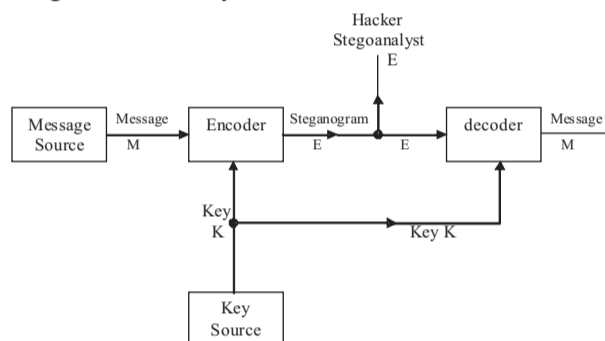 Hacker
Stegoanalyst
E
Message
Source
Message
M
Encoder
Steganogram
E
E
decoder
Message
M
Key
K
Key K
Key
Source